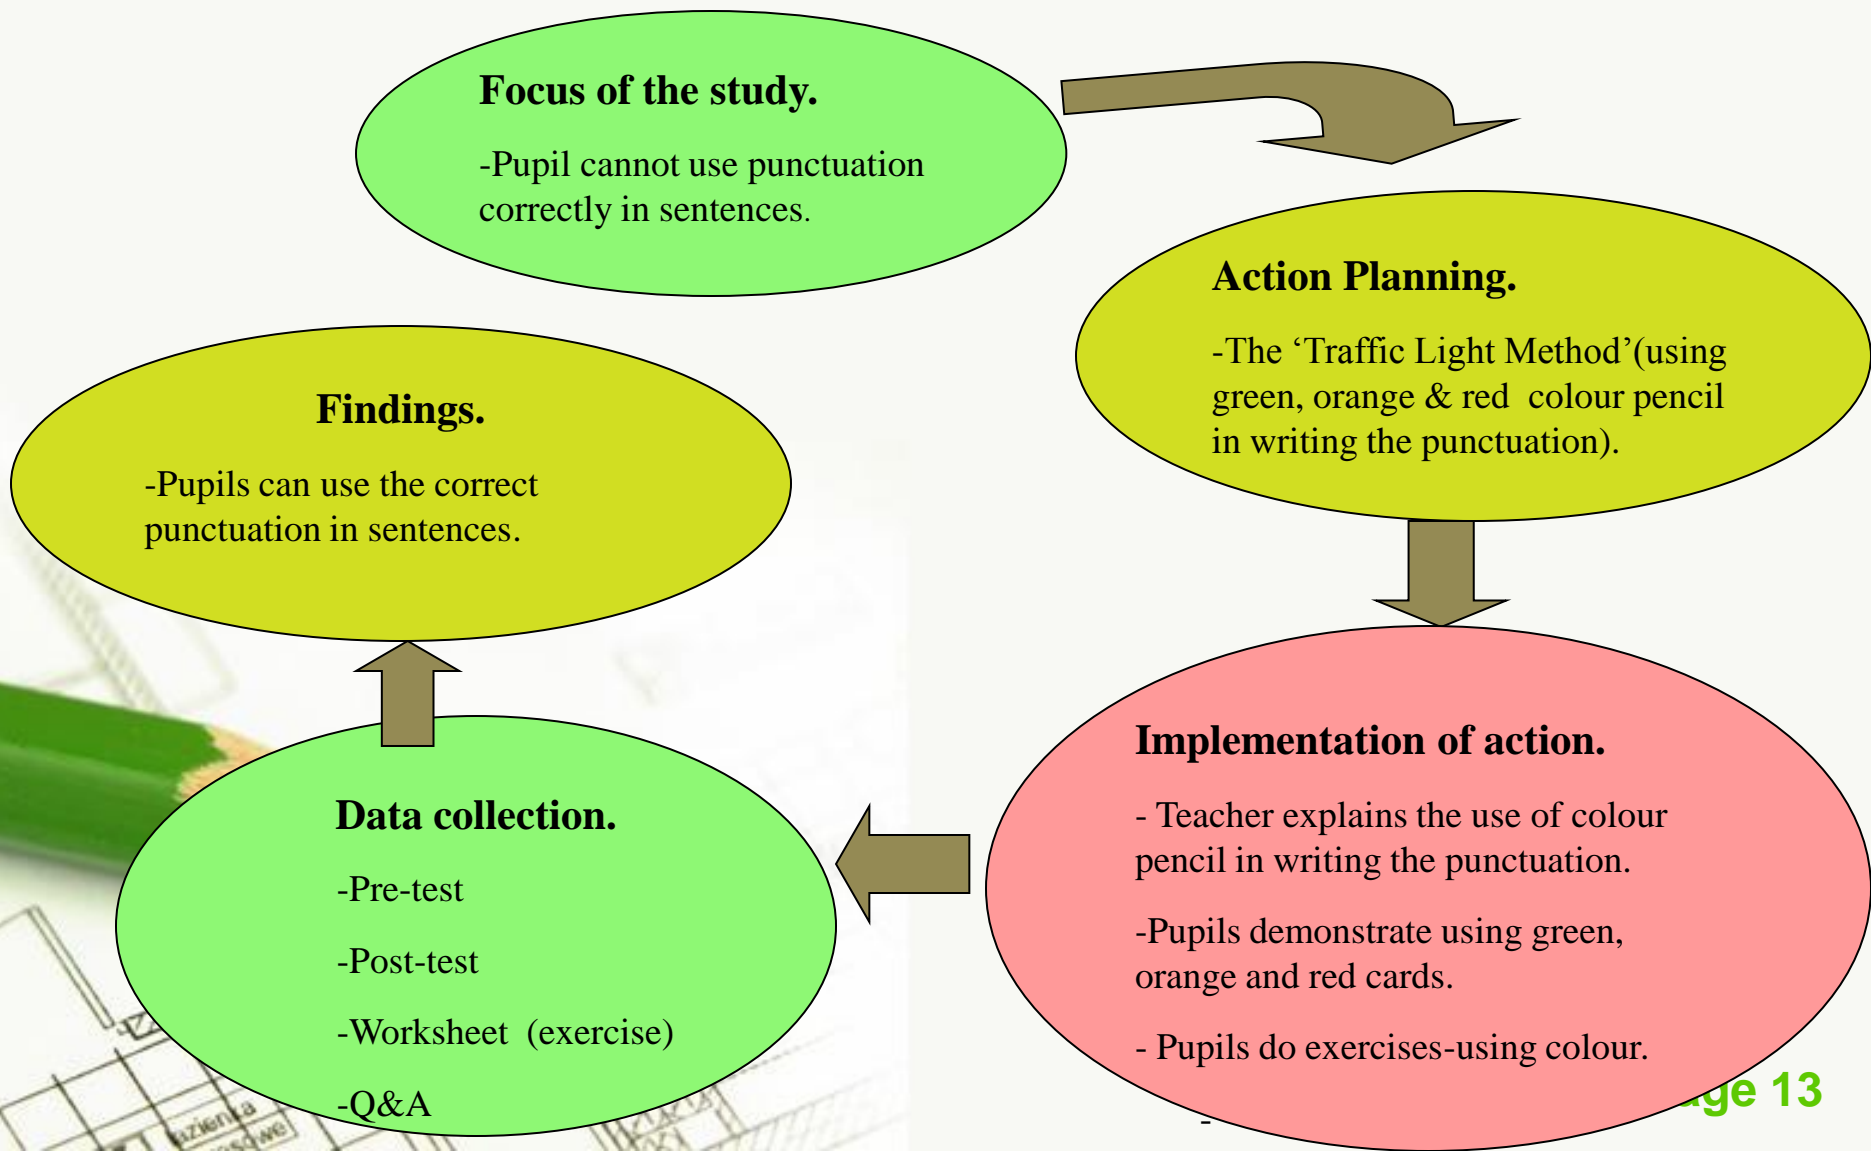 Focus of the study.
-Pupil cannot use punctuation
correctly in sentences.
Action Planning.
-The ‘Traffic Light Method’(using
green, orange & red  colour pencil
in writing the punctuation).
Implementation of action.
- Teacher explains the use of colour
pencil in writing the punctuation.
-Pupils demonstrate using green,
orange and red cards.
- Pupils do exercises-using colour.
-
Data collection.
-Pre-test
-Post-test
-Worksheet  (exercise)
-Q&A
Findings.
-Pupils can use the correct
punctuation in sentences.
13